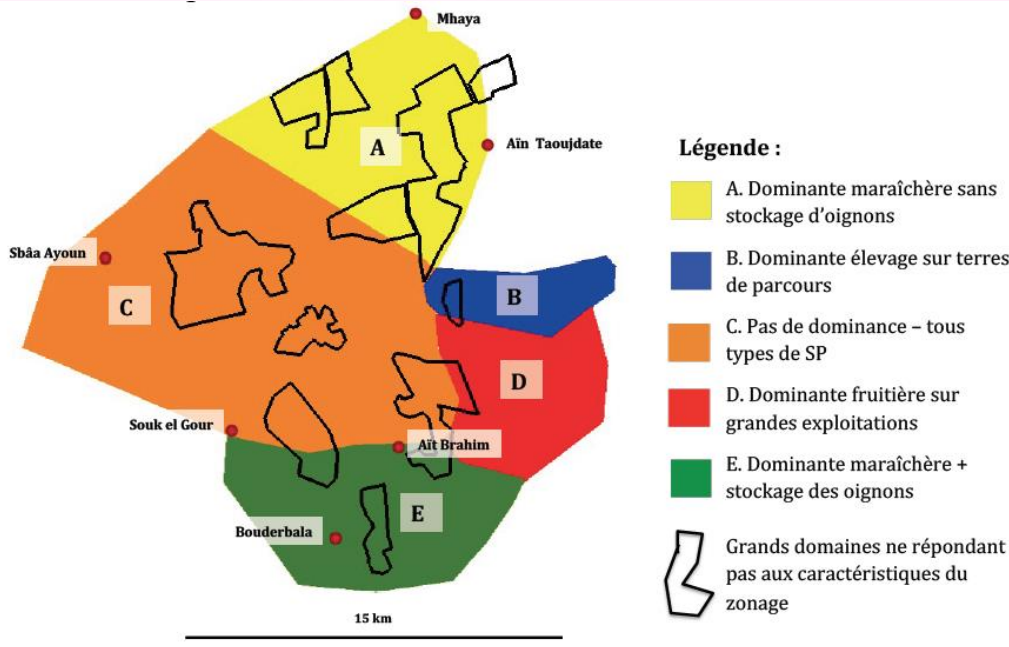 Mhaya
A
Aïn Taoujdate
Sbâa Ayoun
C
B
D
Souk el Gour
Aït Brahim
E
Bouderbala
15 km
Légende :
A. Dominante maraîchère sans
stockage d'oignons
B. Dominante élevage sur terres
de parcours
C. Pas de dominance – tous
types de SP
D. Dominante fruitière sur
grandes exploitations
E. Dominante maraîchère +
stockage des oignons
Grands domaines ne répondant
pas aux caractéristiques du
zonage